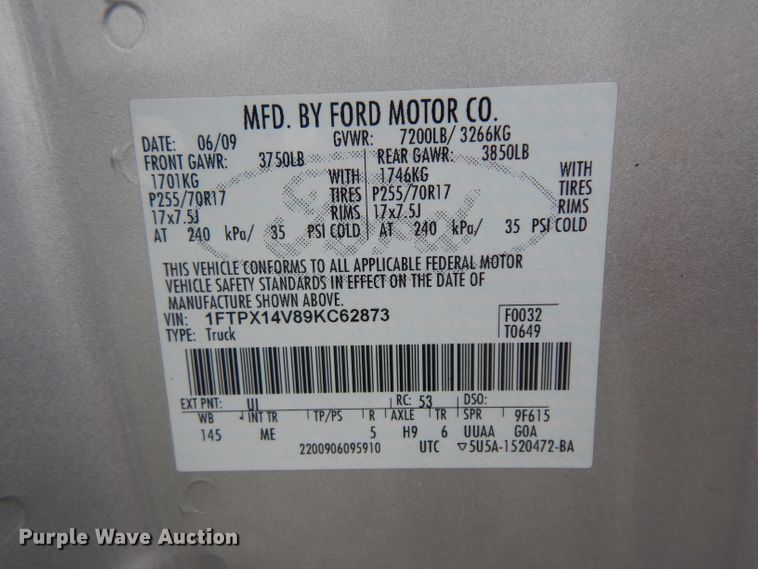 MFD. BY FORD MOTOR CO.
DATE: 06/09 GVWR: 7200LB/ 3266KG
FRONT GAWR: 3750LB REAR GAWR: 3850LB
1701KG WITH 1746KG WITH
P255/70R17 TIRES P255/70R17 TIRES
17x7.5J RIMS 17x7.5J RIMS
AT 240 kPa/ 35 PSI COLD AT 240 kPa/ 35 PSI COLD
Ford
THIS VEHICLE CONFORMS TO ALL APPLICABLE FEDERAL MOTOR
VEHICLE SAFETY STANDARDS IN EFFECT ON THE DATE OF
MANUFACTURE SHOWN ABOVE.
VIN: 1FTPX14V89KC62873 F0032
TYPE: Truck T0649
EXT PNT: UI RC: 53 DSO:
WB INT TR TP/PS R AXLE TR SPR 9F615
145 ME 5 H9 6 UUAA GOA
2200906095910 UTC ▽5U5A-1520472-BA
Purple Wave Auction